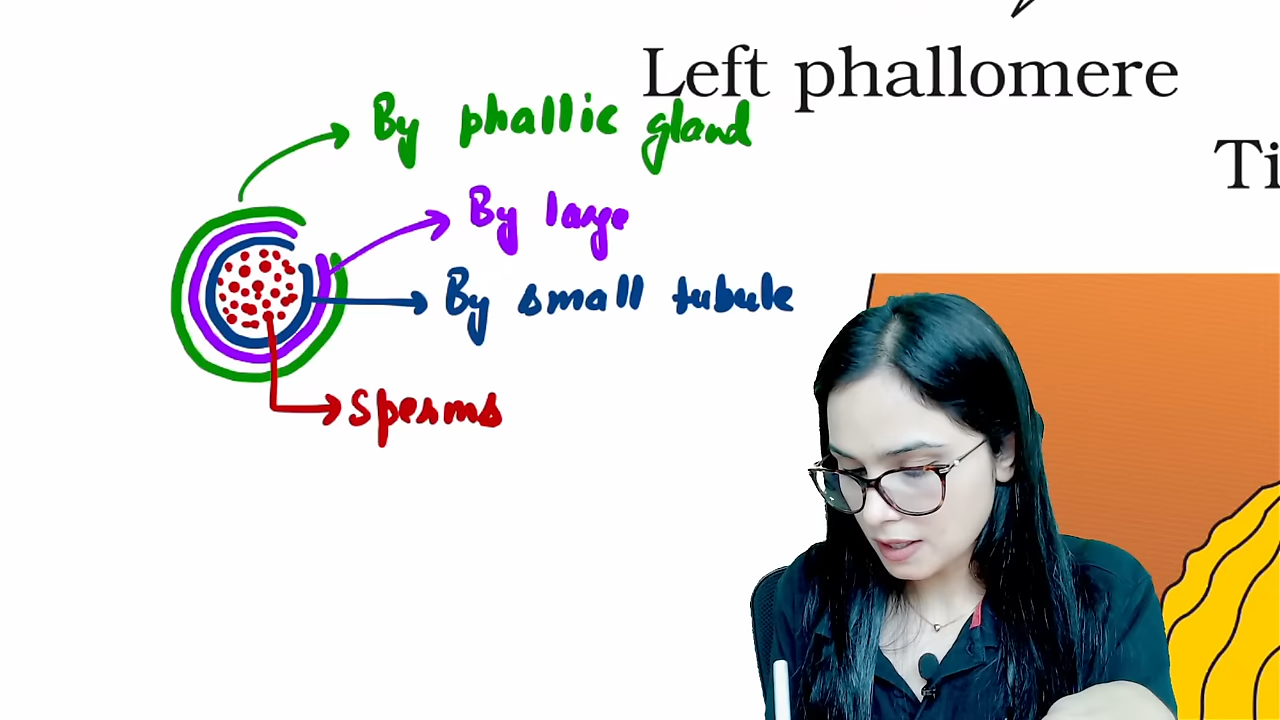 Left phallomere
By phallic gland
Ti
By large
By small tubule
Sperms